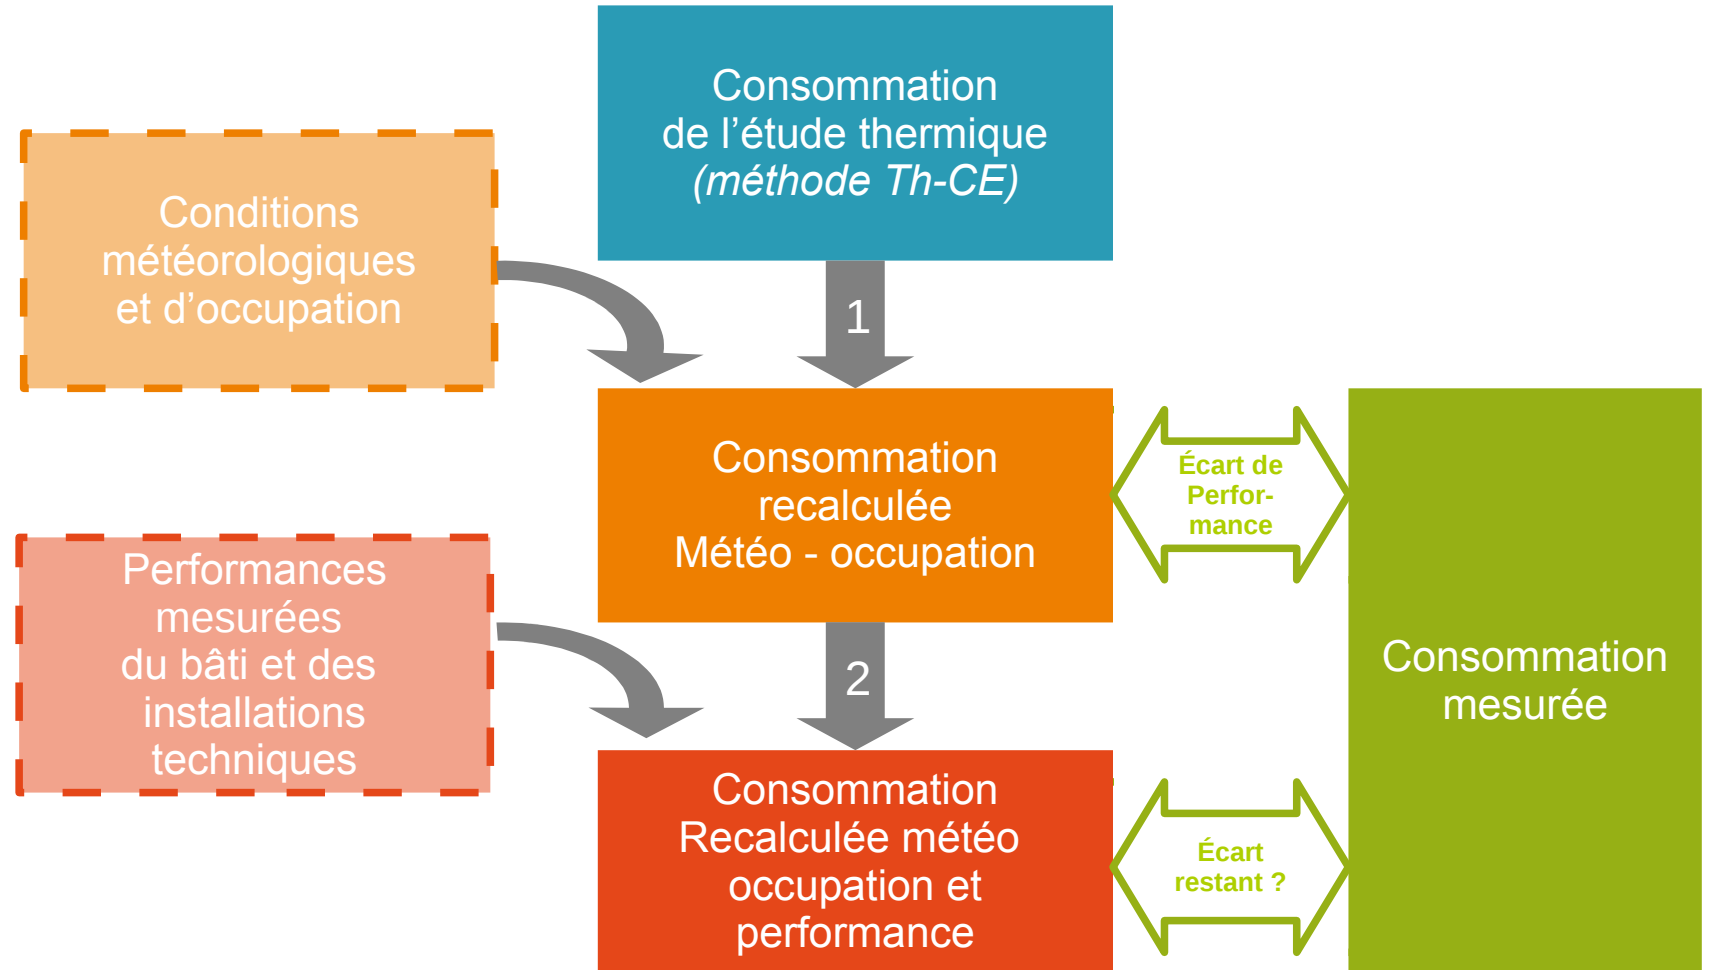 Consommation
de l’étude thermique
(méthode Th-CE)
Conditions
météorologiques
et d’occupation
1
Consommation
recalculée
Météo - occupation
Écart de
Perfor-
mance
Performances
mesurées
du bâti et des
installations
techniques
2
Consommation
mesurée
Consommation
Recalculée météo
occupation et
performance
Écart
restant ?